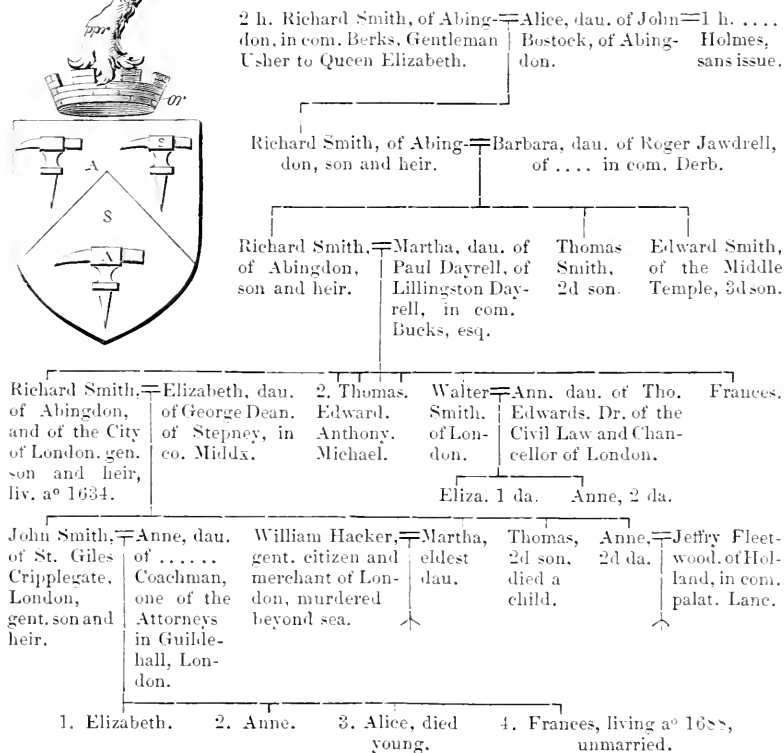 ppr
or
S
A
S
A
2 h. Richard Smith, of Abing-
don, in com. Berks, Gentleman
Usher to Queen Elizabeth.
Alice, dau. of John
Bostock, of Abing-
don.
1 h. ....
Holmes,
sans issue.
Richard Smith, of Abing-
don, son and heir.
Barbara, dau. of Roger Jawdrell,
of .... in com. Derb.
Richard Smith,
of Abingdon,
son and heir.
Martha, dau. of
Paul Dayrell, of
Lillingston Day-
rell, in com.
Bucks, esq.
Thomas
Smith,
2d son.
Edward Smith,
of the Middle
Temple, 3d son.
Richard Smith,
of Abingdon,
and of the City
of London. gen.
son and heir,
liv. aº 1634.
Elizabeth, dau.
of George Dean.
of Stepney, in
co. Middx.
2. Thomas.
Edward.
Anthony.
Michael.
Walter
Smith.
of Lon-
don.
Ann. dau. of Tho.
Edwards. Dr. of the
Civil Law and Chan-
cellor of London.
Frances.
Eliza. 1 da. Anne, 2 da.
John Smith,
of St. Giles
Cripplegate,
London,
gent. son and
heir.
Anne, dau.
of ......
Coachman,
one of the
Attorneys
in Guilde-
hall, Lon-
don.
William Hacker,
gent. citizen and
merchant of Lon-
don, murdered
beyond sea.
Martha,
eldest
dau.
Thomas,
2d son,
died a
child.
Anne,
2d da.
Jeffry Fleet-
wood. of Hol-
land, in com.
palat. Lanc.
1. Elizabeth. 2. Anne. 3. Alice, died
young.
4. Frances, living aº 1688,
unmarried.